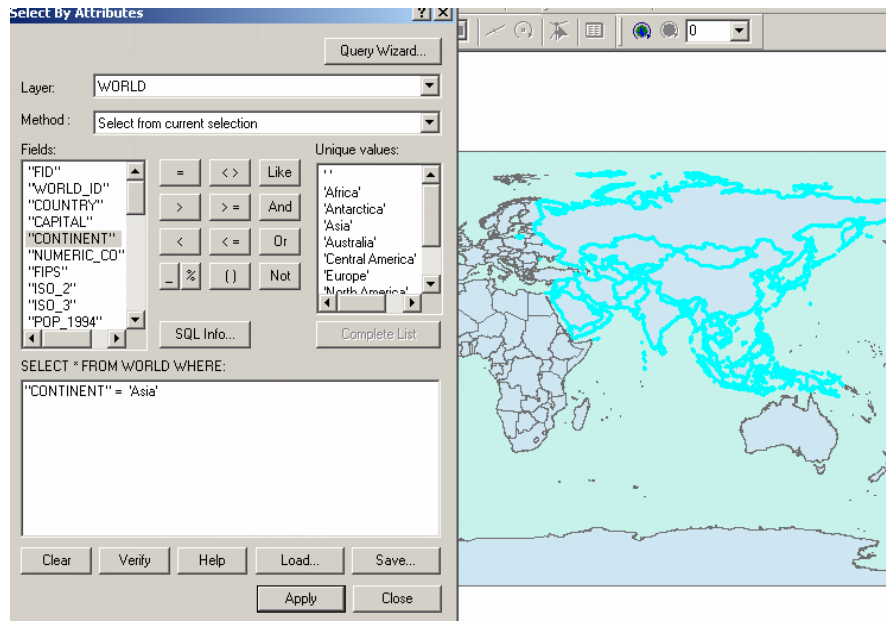 Select By Attributes
Query Wizard...
0
Layer: WORLD
Method : Select from current selection
Fields: Unique values:
"FID"
"WORLD_ID"
"COUNTRY"
"CAPITAL"
"CONTINENT"
"NUMERIC_CO"
"FIPS"
"ISO_2"
"ISO_3"
"POP_1994"
= <> Like
> > = And
< < = Or
_ % ( ) Not
' '
'Africa'
'Antarctica'
'Asia'
'Australia'
'Central America'
'Europe'
'North America'
SQL Info... Complete List
SELECT * FROM WORLD WHERE:
"CONTINENT" = 'Asia'
Clear Verify Help Load... Save...
Apply Close